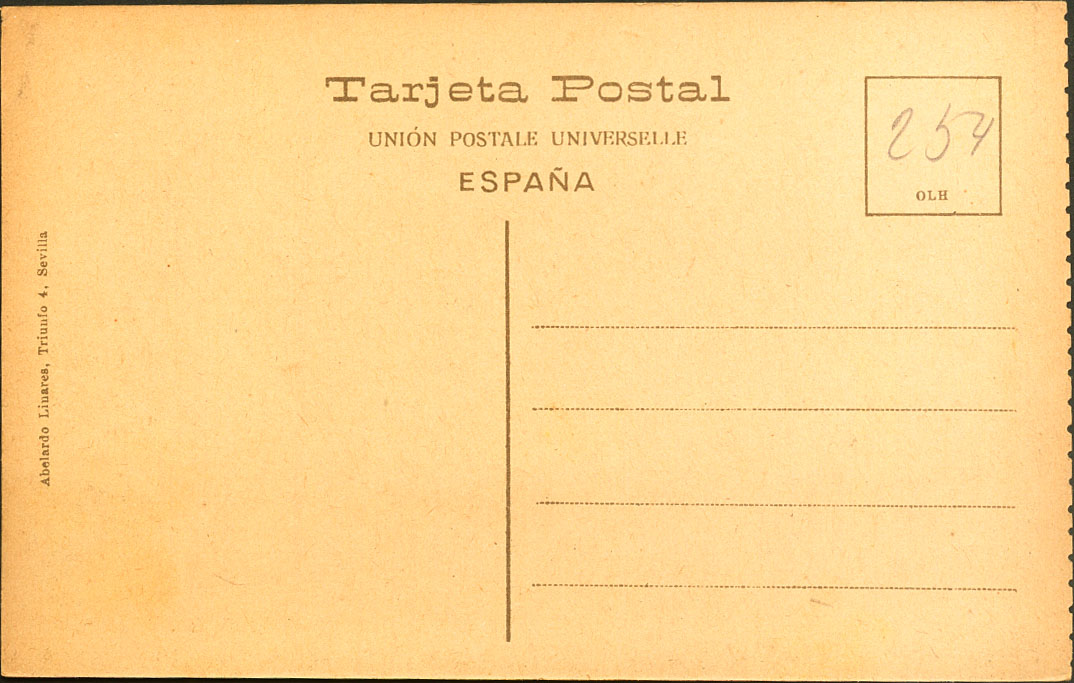 Tarjeta Postal
UNIÓN POSTALE UNIVERSELLE
ESPAÑA
254
OLH
Abelardo Linares, Triunfo 4, Sevilla